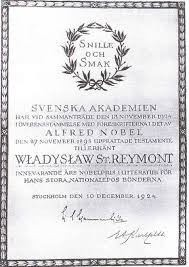 SNILLE
OCH
SMAK
SVENSKA AKADEMIEN
HAR VID SAMMANTRÄDE DEN 13 NOVEMBER 1924
I ÖVERENSSTÄMMELSE MED FÖRESKRIFTERNA I DET AV
ALFRED NOBEL
DEN 27 NOVEMBER 1895 UPPRÄTTADE TESTAMENTE
TILLERKÄNT
WŁADYSŁAW ST. REYMONT
INNEVARANDE ÅRS NOBELPRIS I LITTERATUR FÖR
HANS STORA NATIONALEPOS BÖNDERNA
STOCKHOLM DEN 10 DECEMBER 1924